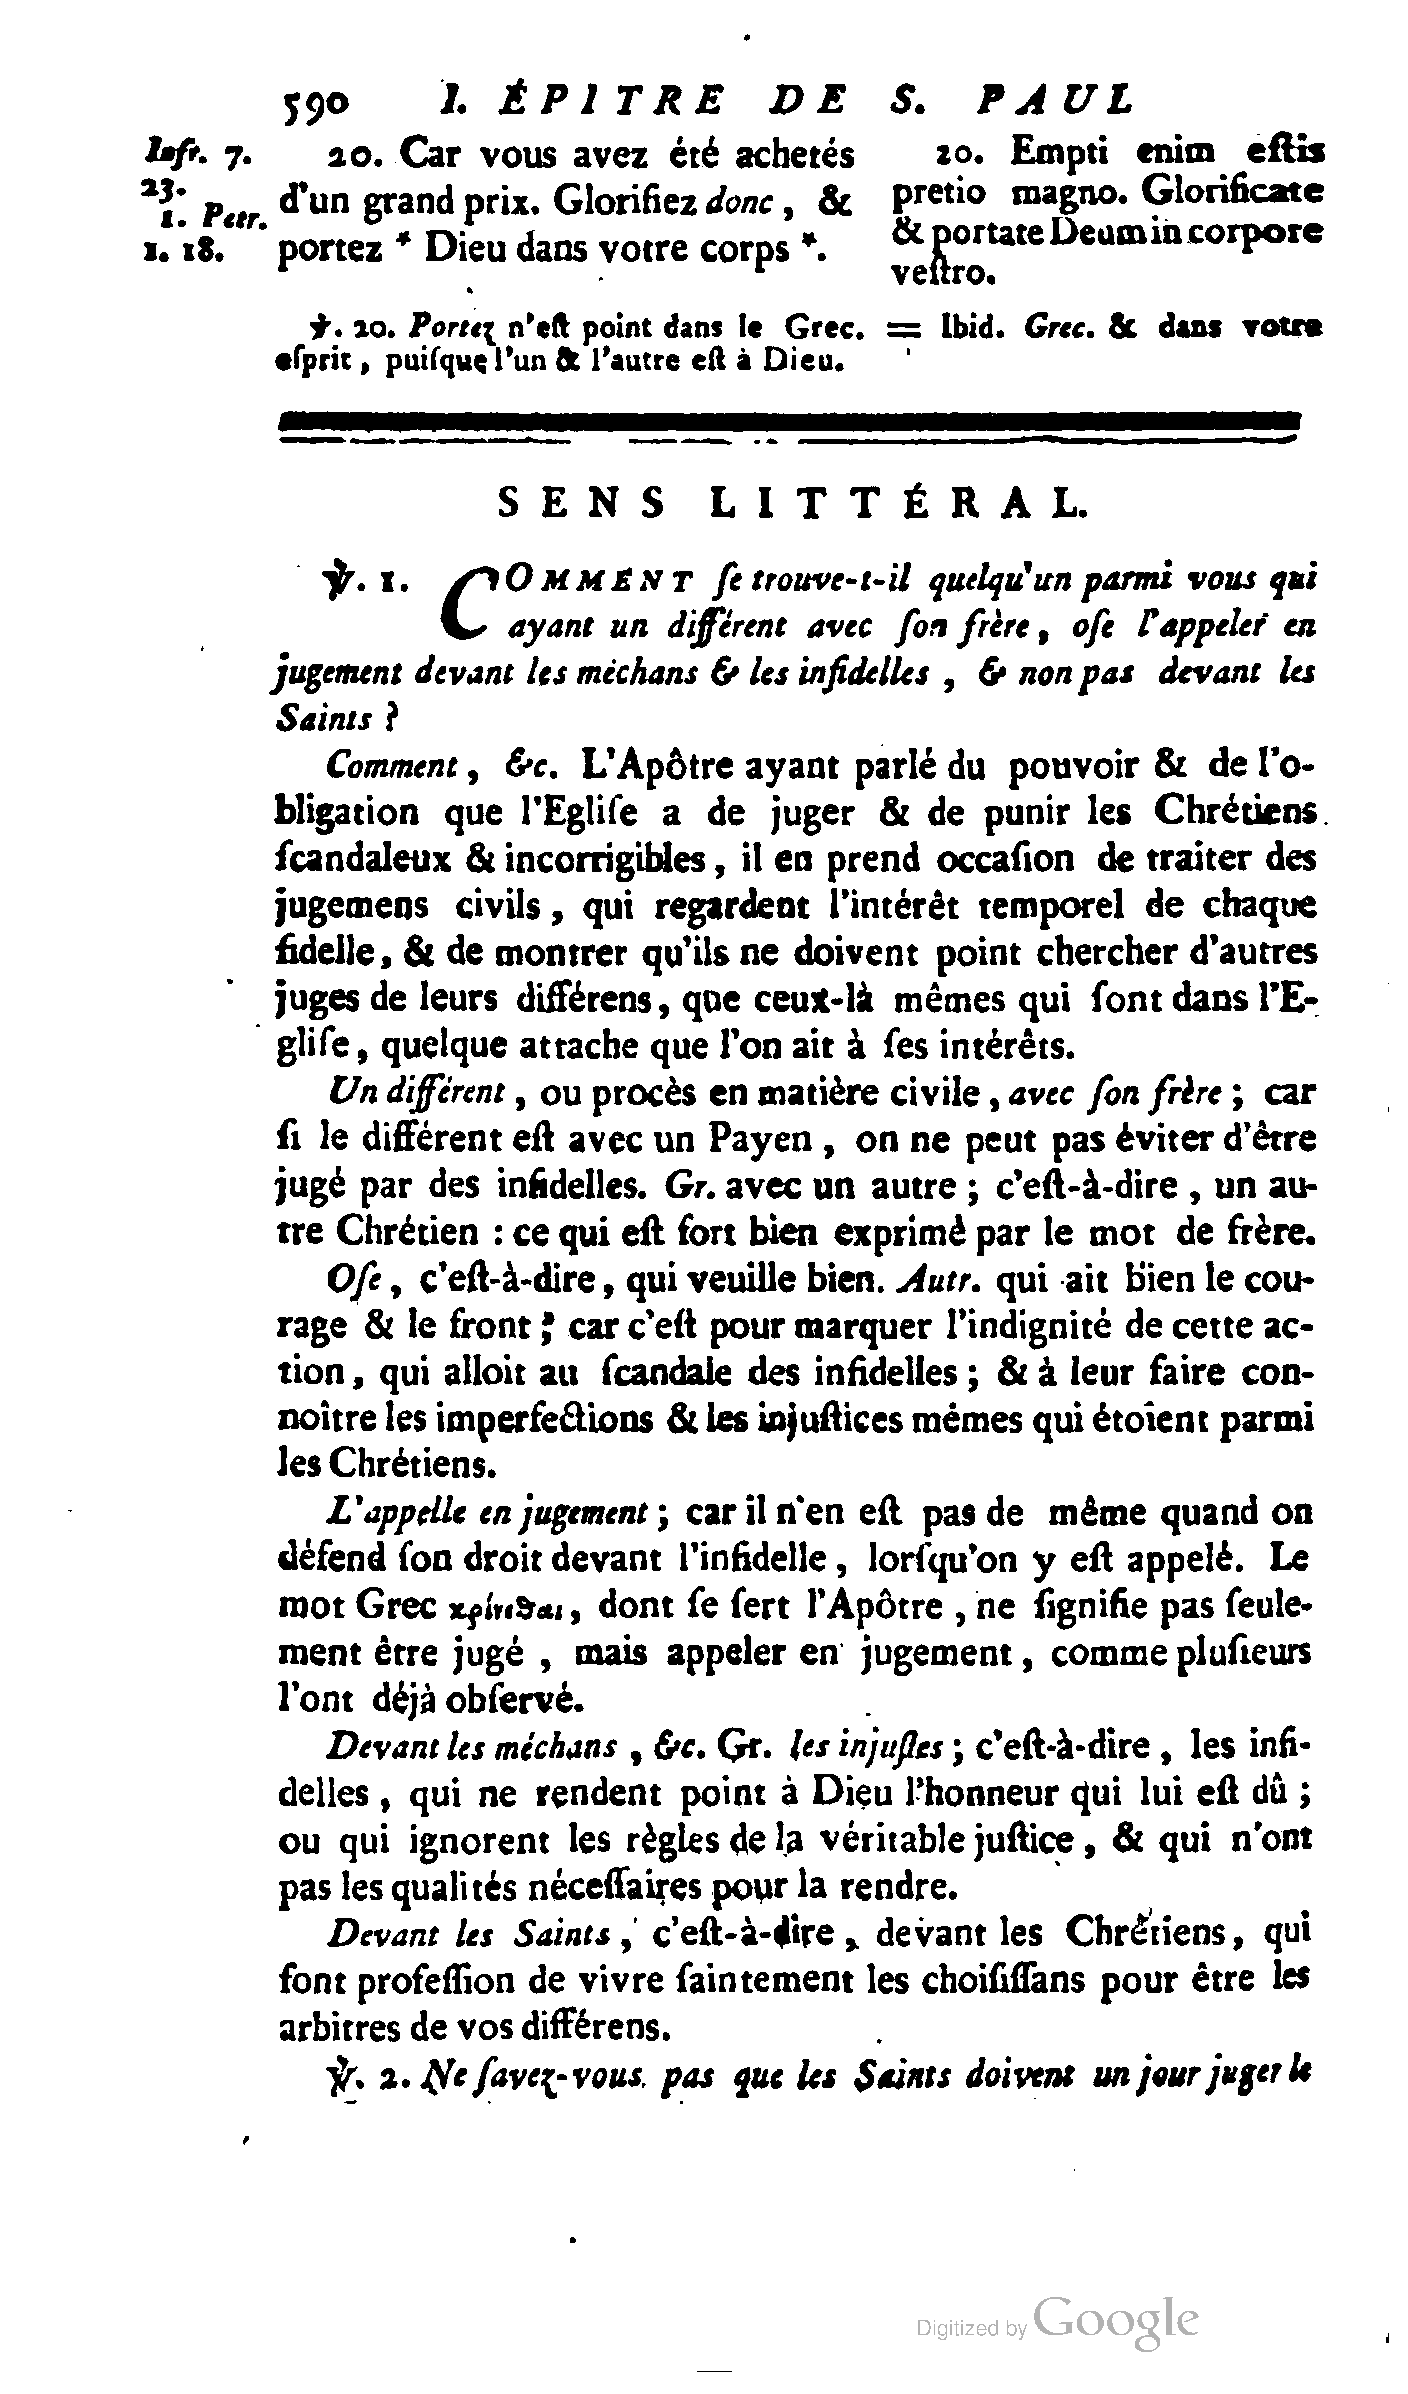 590 I. ÉPITRE DE S. PAUL
Infr. 7.
23.
1. Petr.
1. 18.
20. Car vous avez été achetés
d'un grand prix. Glorifiez donc, &
portez * Dieu dans votre corps *.
20. Empti enim eſtis
pretio magno. Glorificate
& portate Deum in corpore
veſtro.
℣. 20. Portez n'eſt point dans le Grec. = Ibid. Grec. & dans votre
eſprit, puiſque l'un & l'autre eſt à Dieu.
SENS LITTÉRAL.
℣. 1. COMMENT ſe trouve-t-il quelqu'un parmi vous qui
ayant un différent avec ſon frère, oſe l'appeler en
jugement devant les méchans & les infidelles, & non pas devant les
Saints?
Comment, &c. L'Apôtre ayant parlé du pouvoir & de l'o-
bligation que l'Egliſe a de juger & de punir les Chrétiens
ſcandaleux & incorrigibles, il en prend occaſion de traiter des
jugemens civils, qui regardent l'intérêt temporel de chaque
fidelle, & de montrer qu'ils ne doivent point chercher d'autres
juges de leurs différens, que ceux-là mêmes qui ſont dans l'E-
gliſe, quelque attache que l'on ait à ſes intérêts.
Un différent, ou procès en matière civile, avec ſon frère; car
ſi le différent eſt avec un Payen, on ne peut pas éviter d'être
jugé par des infidelles. Gr. avec un autre; c'eſt-à-dire, un au-
tre Chrétien : ce qui eſt fort bien exprimé par le mot de frère.
Oſe, c'eſt-à-dire, qui veuille bien. Autr. qui ait bien le cou-
rage & le front; car c'eſt pour marquer l'indignité de cette ac-
tion, qui alloit au ſcandale des infidelles; & à leur faire con-
noître les imperfections & les injuſtices mêmes qui étoient parmi
les Chrétiens.
L'appelle en jugement; car il n'en eſt pas de même quand on
défend ſon droit devant l'infidelle, lorſqu'on y eſt appelé. Le
mot Grec κρίνεϑαι, dont ſe ſert l'Apôtre, ne ſignifie pas ſeule-
ment être jugé, mais appeler en jugement, comme pluſieurs
l'ont déjà obſervé.
Devant les méchans, &c. Gr. les injuſtes; c'eſt-à-dire, les infi-
delles, qui ne rendent point à Dieu l'honneur qui lui eſt dû;
ou qui ignorent les règles de la véritable juſtice, & qui n'ont
pas les qualités néceſſaires pour la rendre.
Devant les Saints, c'eſt-à-dire, devant les Chrétiens, qui
font profeſſion de vivre ſaintement les choiſiſſans pour être les
arbitres de vos différens.
℣. 2. Ne ſavez-vous pas que les Saints doivent un jour juger le
Digitized by Google